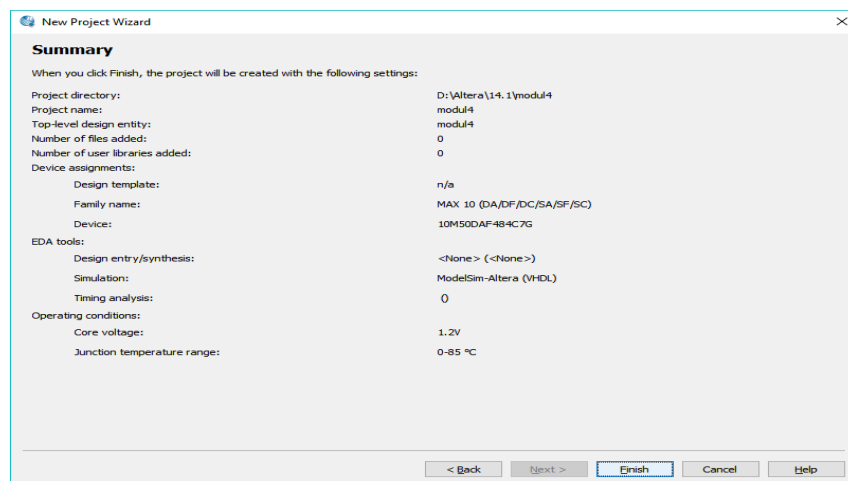 New Project Wizard
Summary
When you click Finish, the project will be created with the following settings:
Project directory: D:\Altera\14.1\modul4
Project name: modul4
Top-level design entity: modul4
Number of files added: 0
Number of user libraries added: 0
Device assignments:
Design template: n/a
Family name: MAX 10 (DA/DF/DC/SA/SF/SC)
Device: 10M50DAF484C7G
EDA tools:
Design entry/synthesis: <None> (<None>)
Simulation: ModelSim-Altera (VHDL)
Timing analysis: ()
Operating conditions:
Core voltage: 1.2V
Junction temperature range: 0-85 °C
< Back Next > Finish Cancel Help